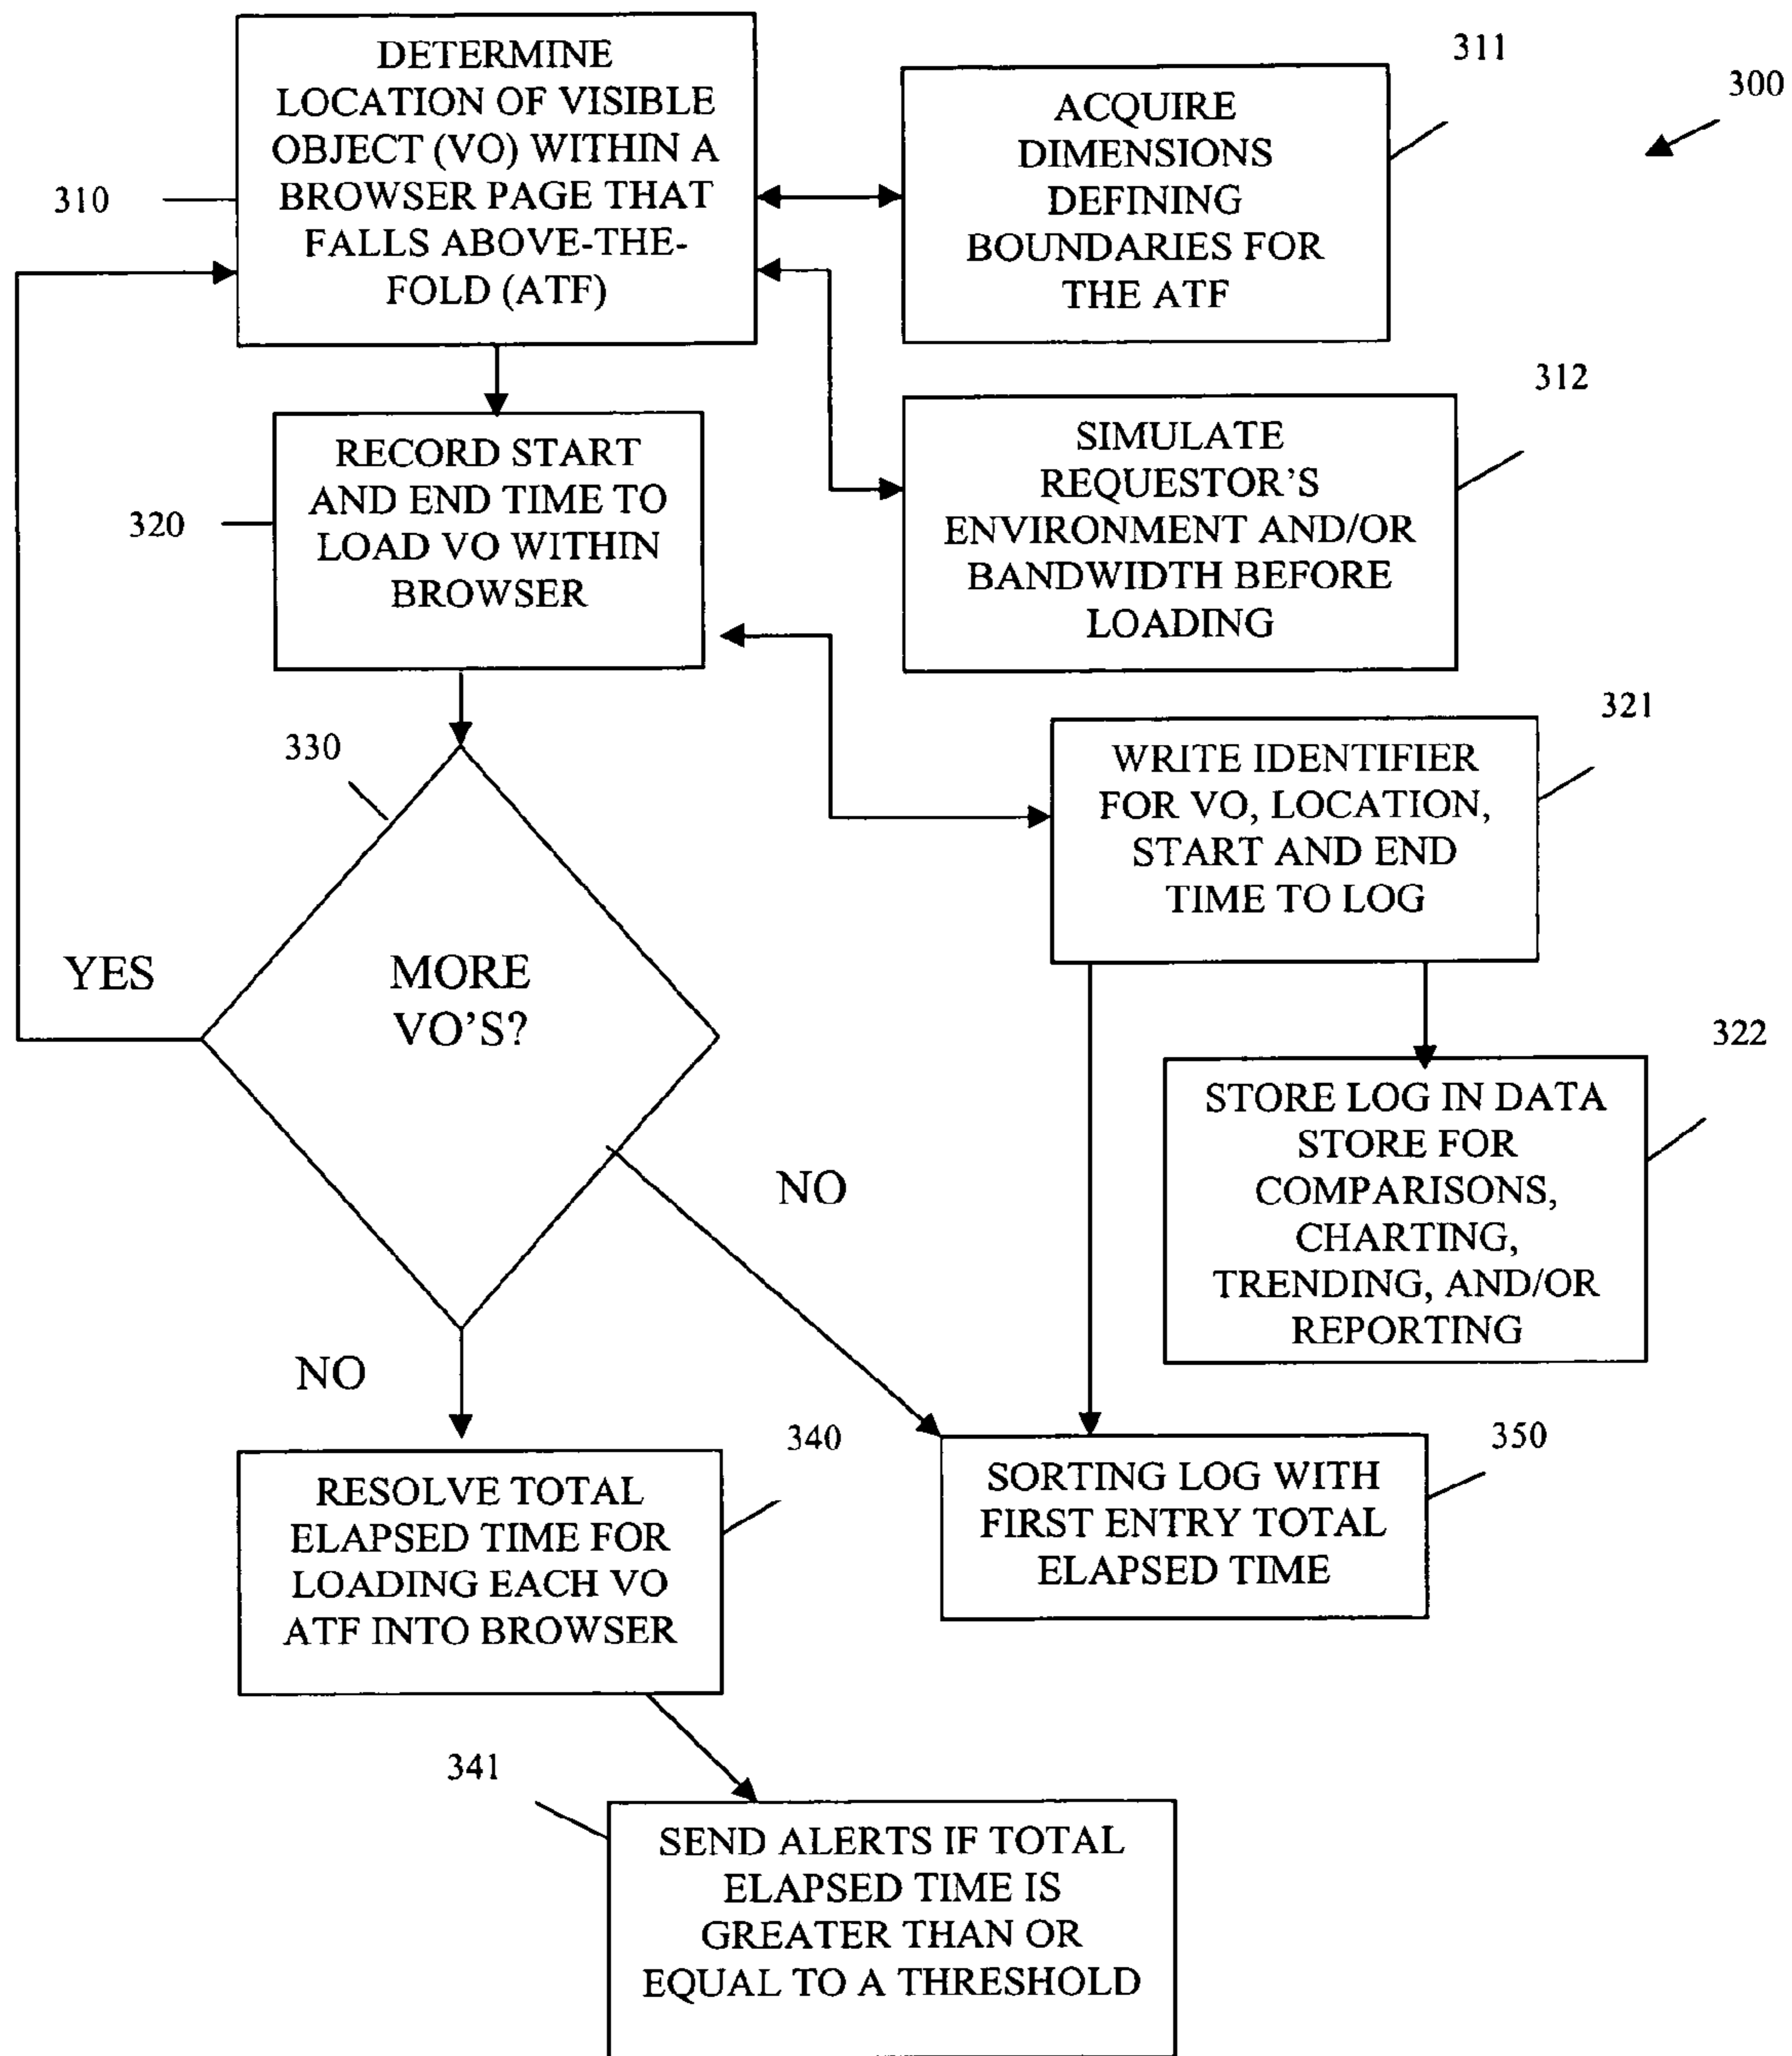 300
310
DETERMINE
LOCATION OF VISIBLE
OBJECT (VO) WITHIN A
BROWSER PAGE THAT
FALLS ABOVE-THE-
FOLD (ATF)
311
ACQUIRE
DIMENSIONS
DEFINING
BOUNDARIES FOR
THE ATF
312
SIMULATE
REQUESTOR'S
ENVIRONMENT AND/OR
BANDWIDTH BEFORE
LOADING
320
RECORD START
AND END TIME TO
LOAD VO WITHIN
BROWSER
321
WRITE IDENTIFIER
FOR VO, LOCATION,
START AND END
TIME TO LOG
330
MORE
VO'S?
YES
NO
NO
322
STORE LOG IN DATA
STORE FOR
COMPARISONS,
CHARTING,
TRENDING, AND/OR
REPORTING
340
RESOLVE TOTAL
ELAPSED TIME FOR
LOADING EACH VO
ATF INTO BROWSER
350
SORTING LOG WITH
FIRST ENTRY TOTAL
ELAPSED TIME
341
SEND ALERTS IF TOTAL
ELAPSED TIME IS
GREATER THAN OR
EQUAL TO A THRESHOLD